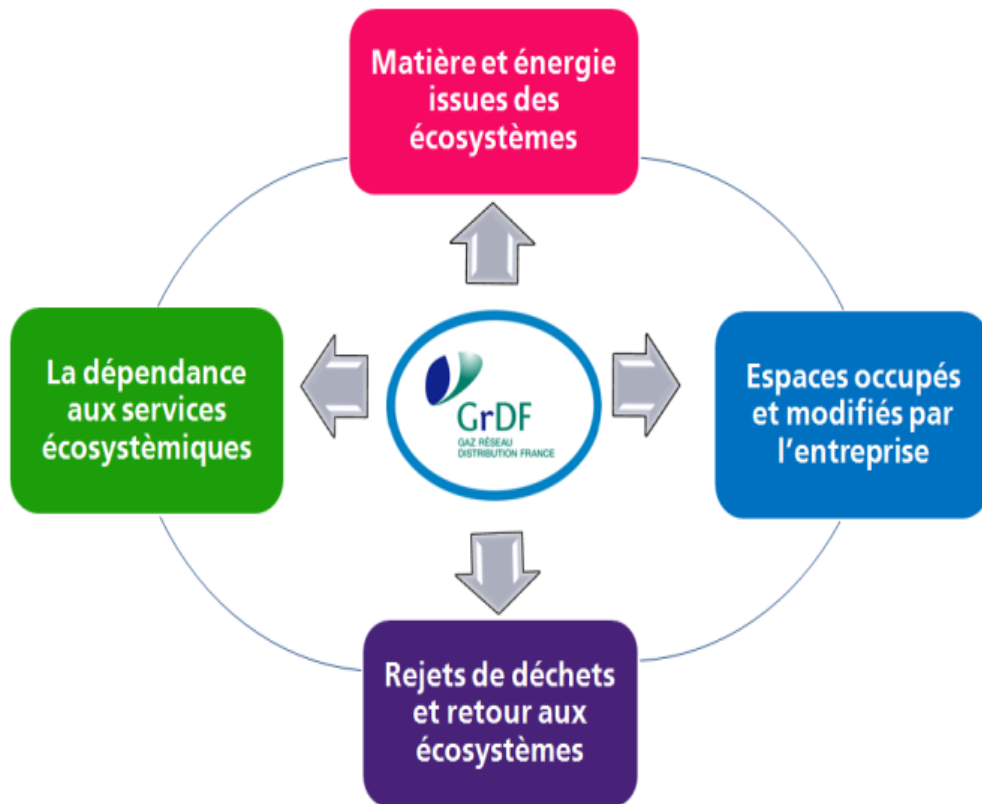 Matière et énergie
issues des
écosystèmes
La dépendance
aux services
écosystèmiques
GrDF
GAZ RÉSEAU
DISTRIBUTION FRANCE
Espaces occupés
et modifiés par
l'entreprise
Rejets de déchets
et retour aux
écosystèmes